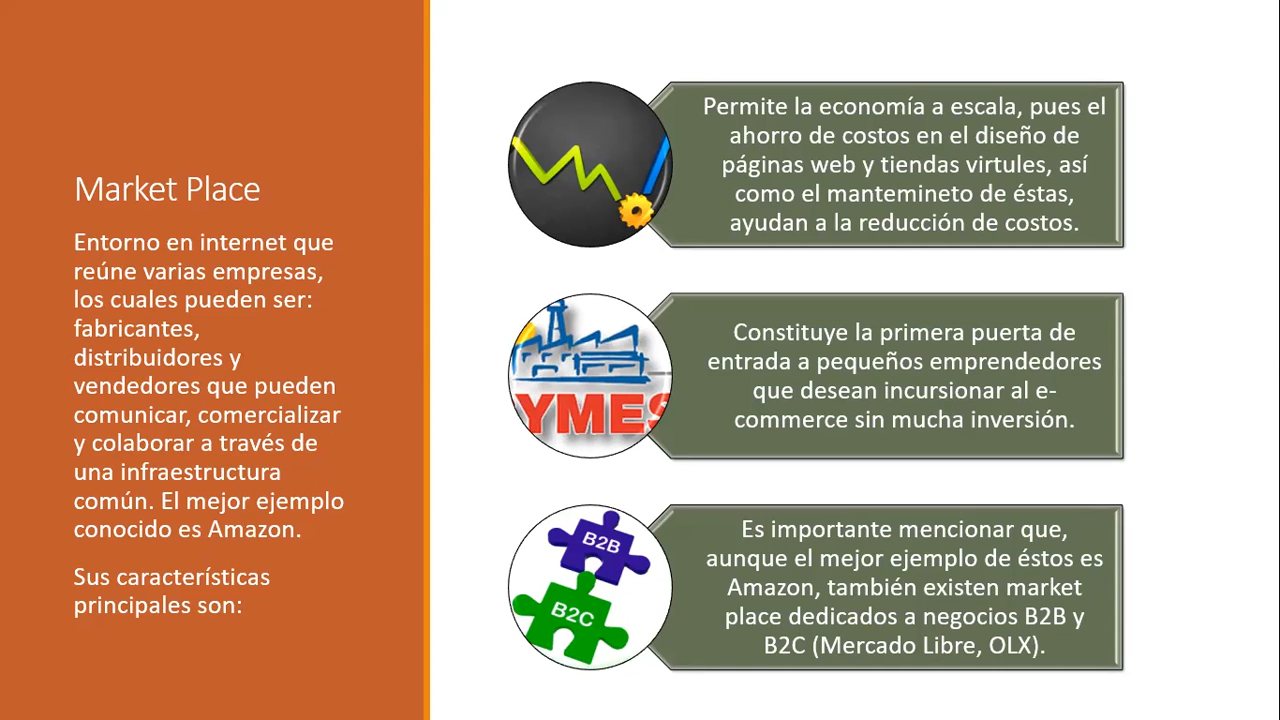 Market Place
Entorno en internet que
reúne varias empresas,
los cuales pueden ser:
fabricantes,
distribuidores y
vendedores que pueden
comunicar, comercializar
y colaborar a través de
una infraestructura
común. El mejor ejemplo
conocido es Amazon.
Sus características
principales son:
Permite la economía a escala, pues el
ahorro de costos en el diseño de
páginas web y tiendas virtules, así
como el mantemineto de éstas,
ayudan a la reducción de costos.
YMES
Constituye la primera puerta de
entrada a pequeños emprendedores
que desean incursionar al e-
commerce sin mucha inversión.
B2B
B2C
Es importante mencionar que,
aunque el mejor ejemplo de éstos es
Amazon, también existen market
place dedicados a negocios B2B y
B2C (Mercado Libre, OLX).